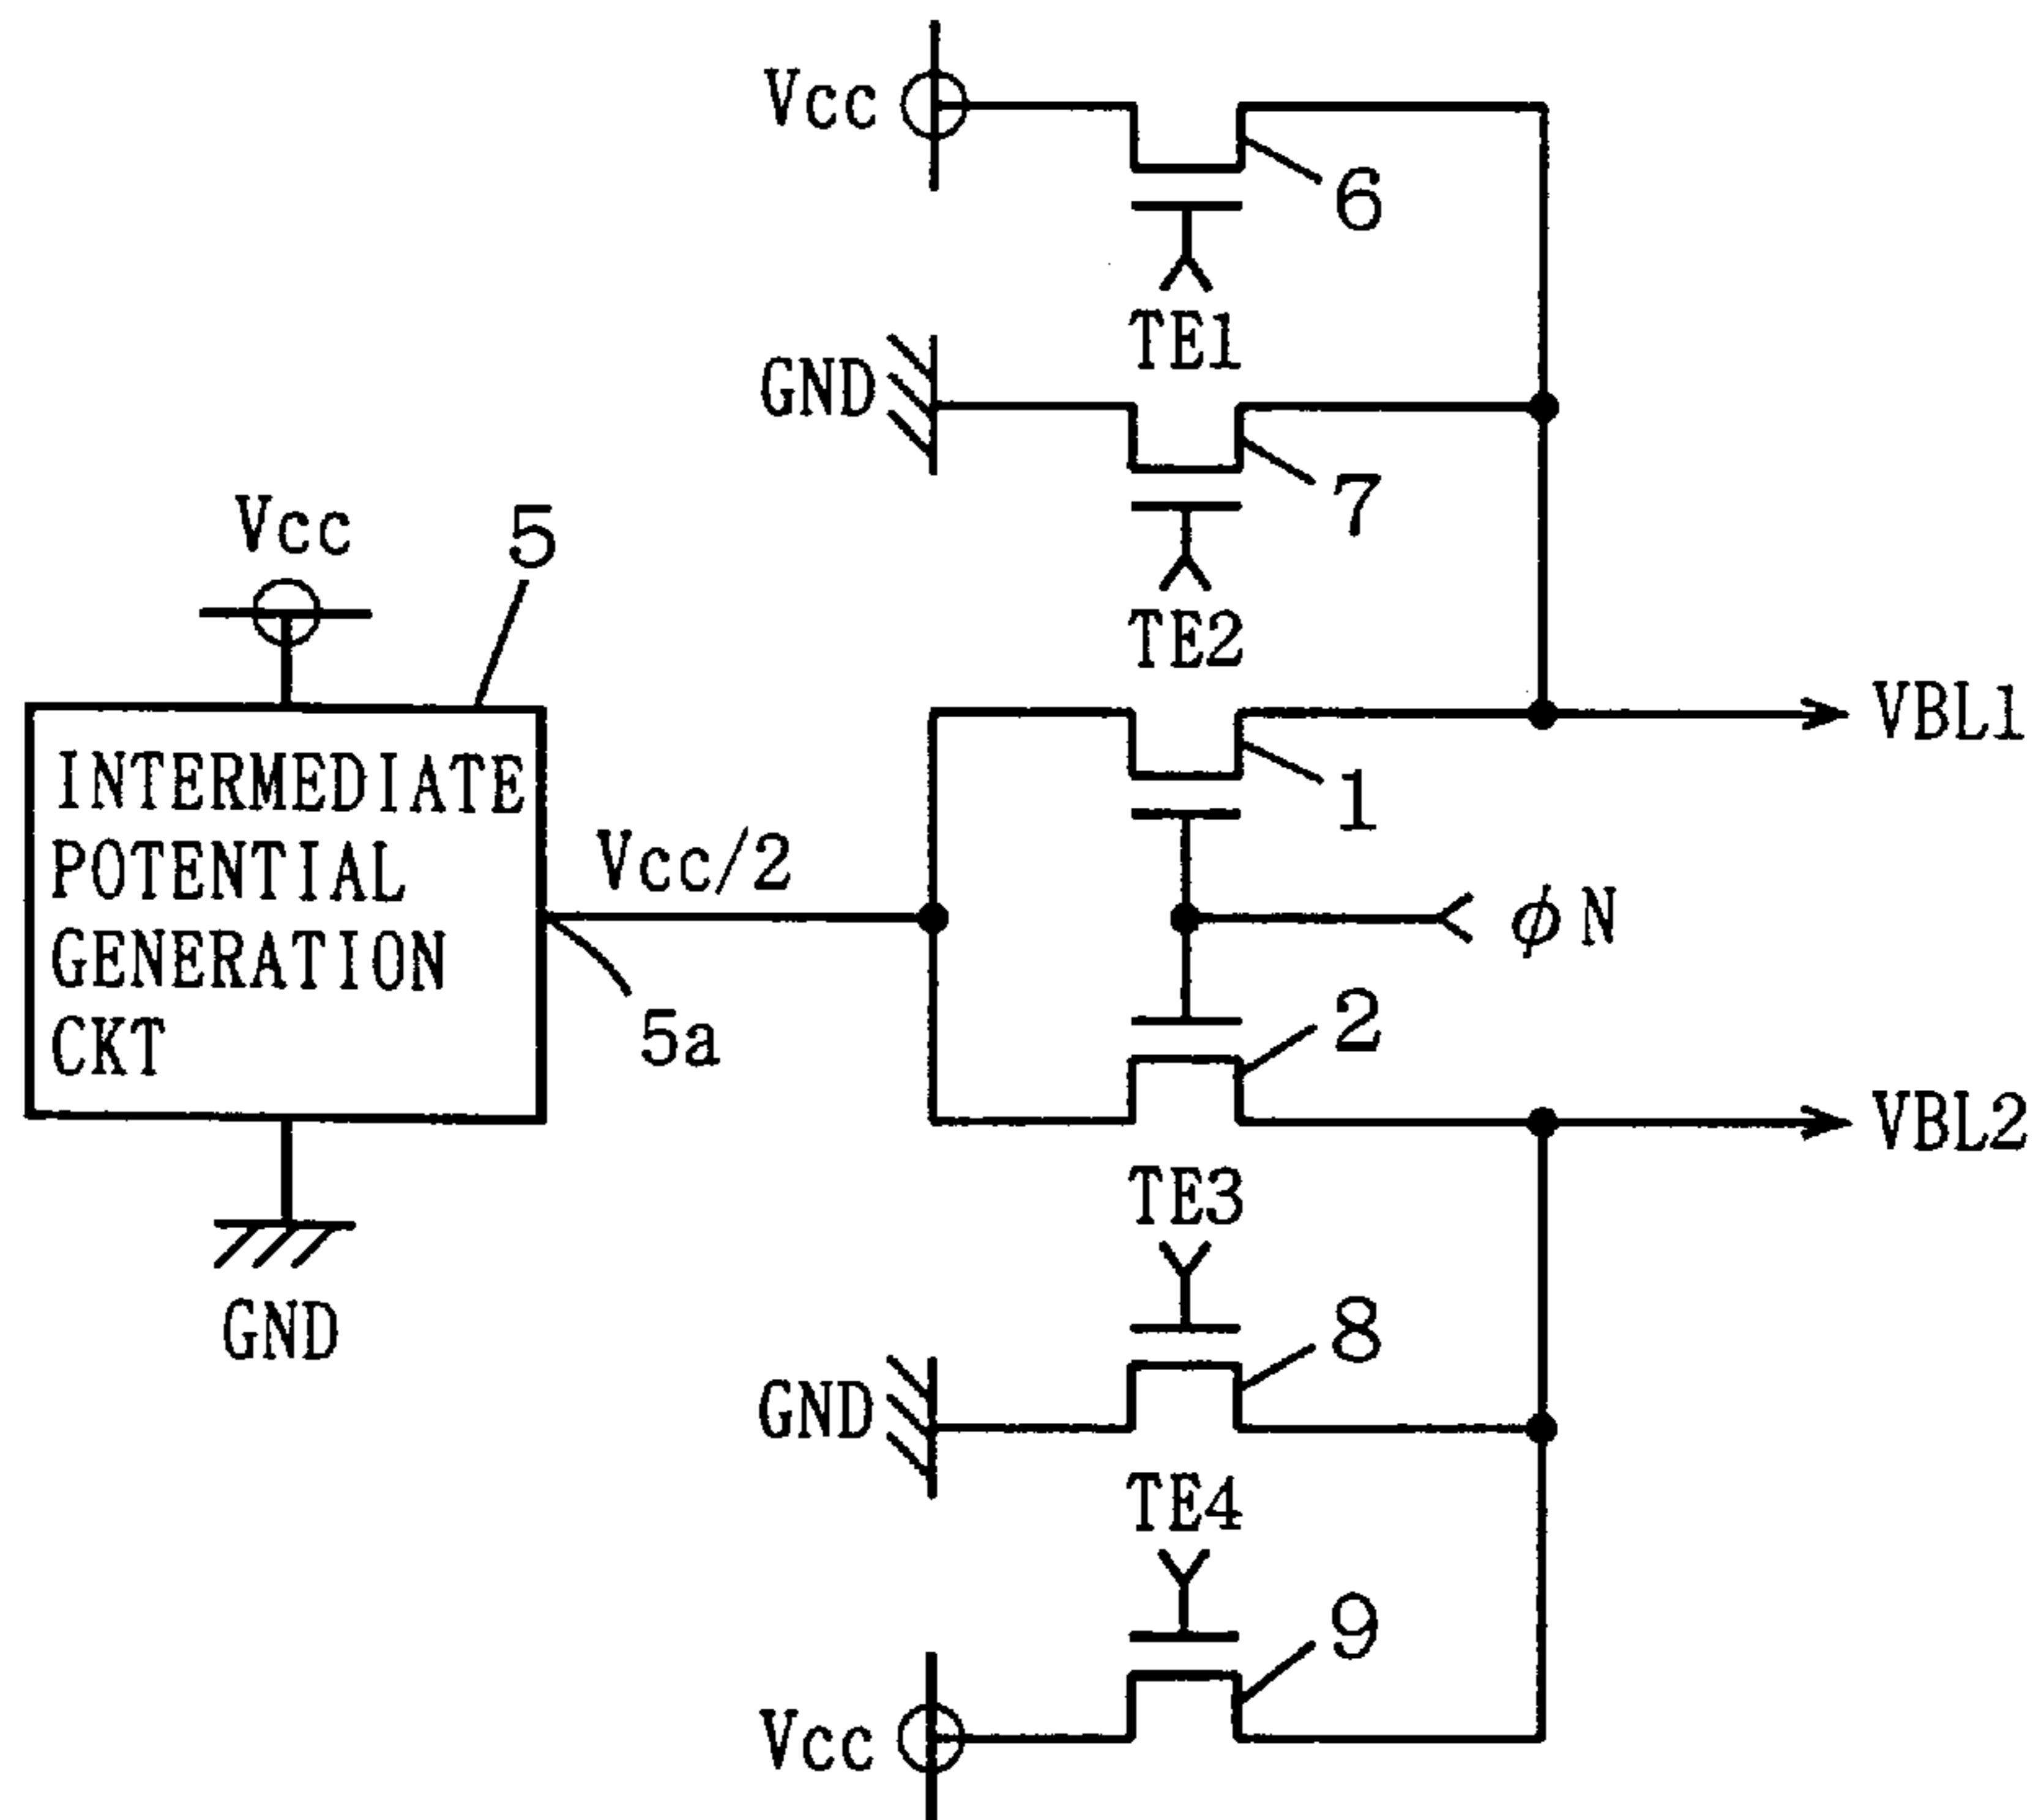 Vcc
6
TE1
GND
7
TE2
Vcc
5
VBL1
INTERMEDIATE
POTENTIAL
GENERATION
CKT
1
Vcc/2
φN
5a
2
VBL2
TE3
GND
8
GND
TE4
9
Vcc